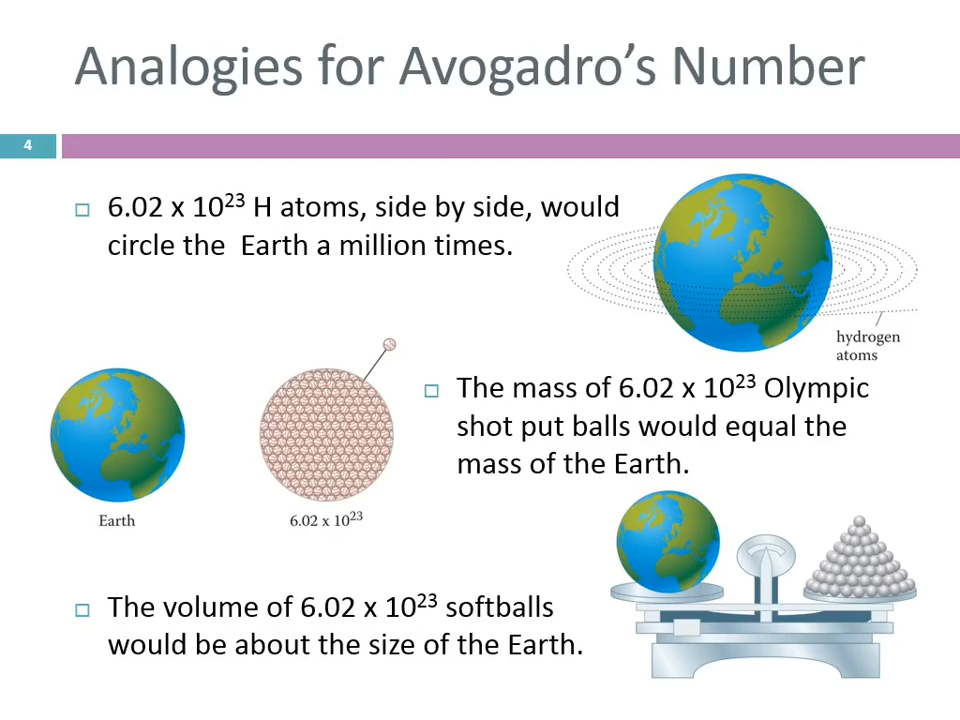 Analogies for Avogadro’s Number
4
6.02 x 10²³ H atoms, side by side, would
circle the  Earth a million times.
hydrogen
atoms
The mass of 6.02 x 10²³ Olympic
shot put balls would equal the
mass of the Earth.
Earth
6.02 x 10²³
The volume of 6.02 x 10²³ softballs
would be about the size of the Earth.